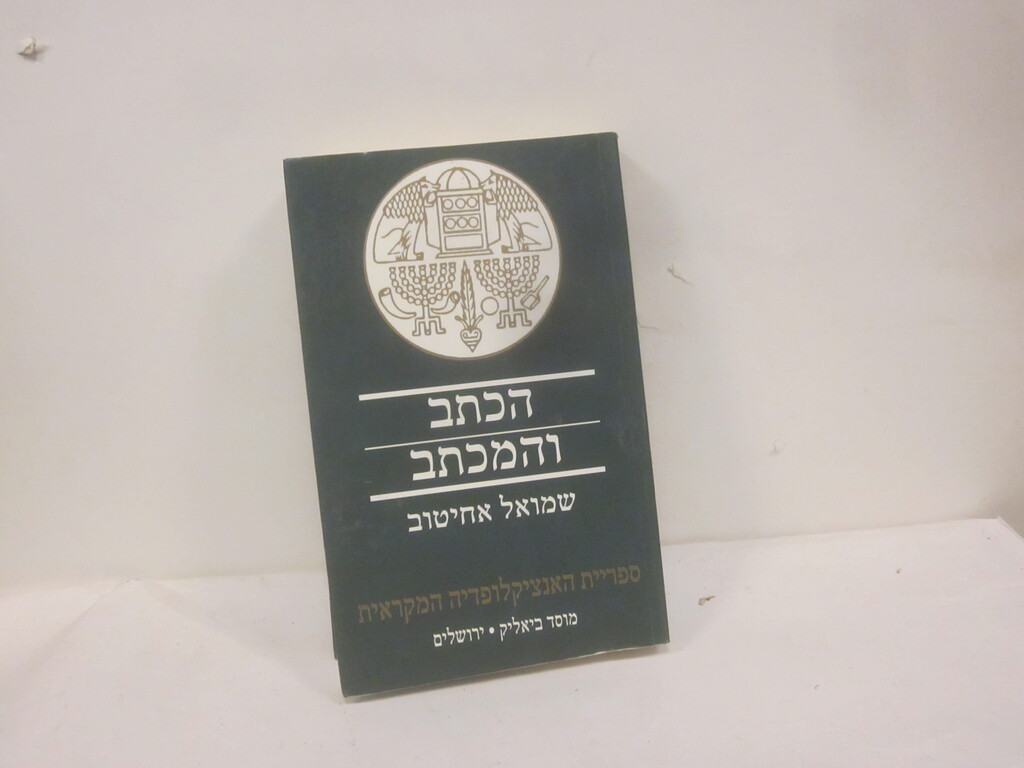 הכתב
והמכתב
שמואל אחיטוב
ספריית האנציקלופדיה המקראית
מוסד ביאליק • ירושלים